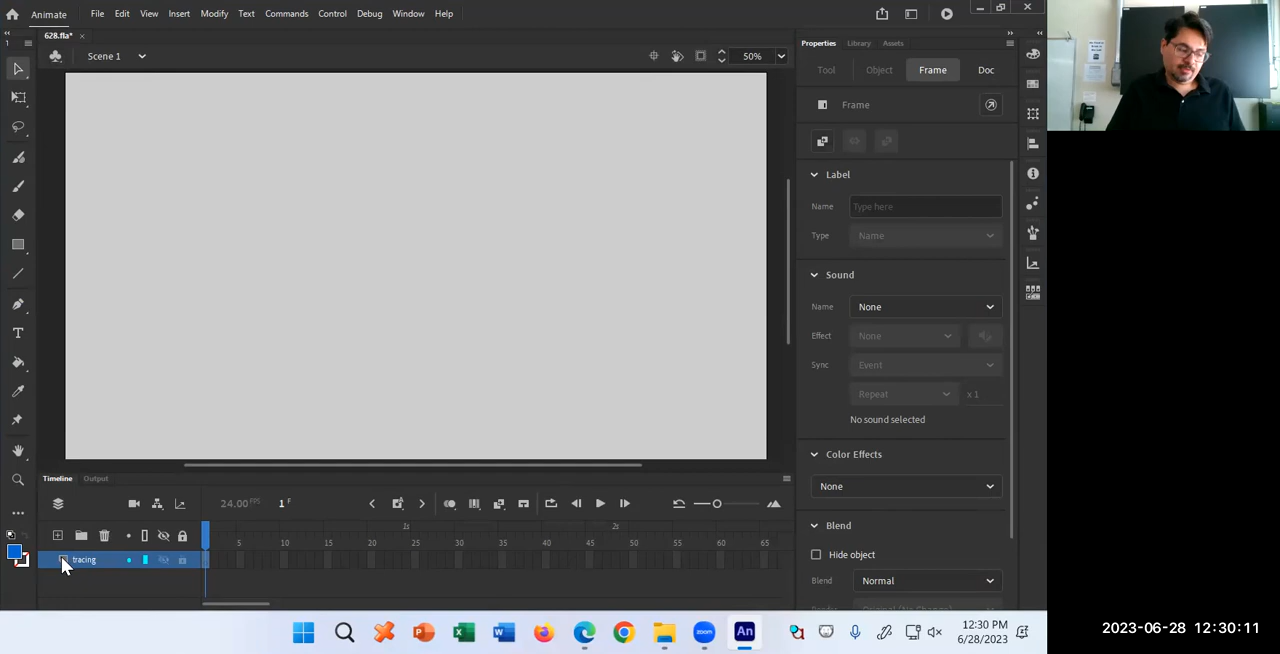 Animate File Edit View Insert Modify Text Commands Control Debug Window Help
628.fla*
Scene 1
50%
Properties Library Assets
Tool Object Frame Doc
Frame
Label
Name Type here
Type Name
Sound
Name None
Effect None
Sync Event
Repeat x 1
No sound selected
Color Effects
None
Blend
Hide object
Blend Normal
Timeline Output
24.00 FPS 1 F
1s 2s
5 10 15 20 25 30 35 40 45 50 55 60 65
tracing
12:30 PM
6/28/2023
2023-06-28 12:30:11